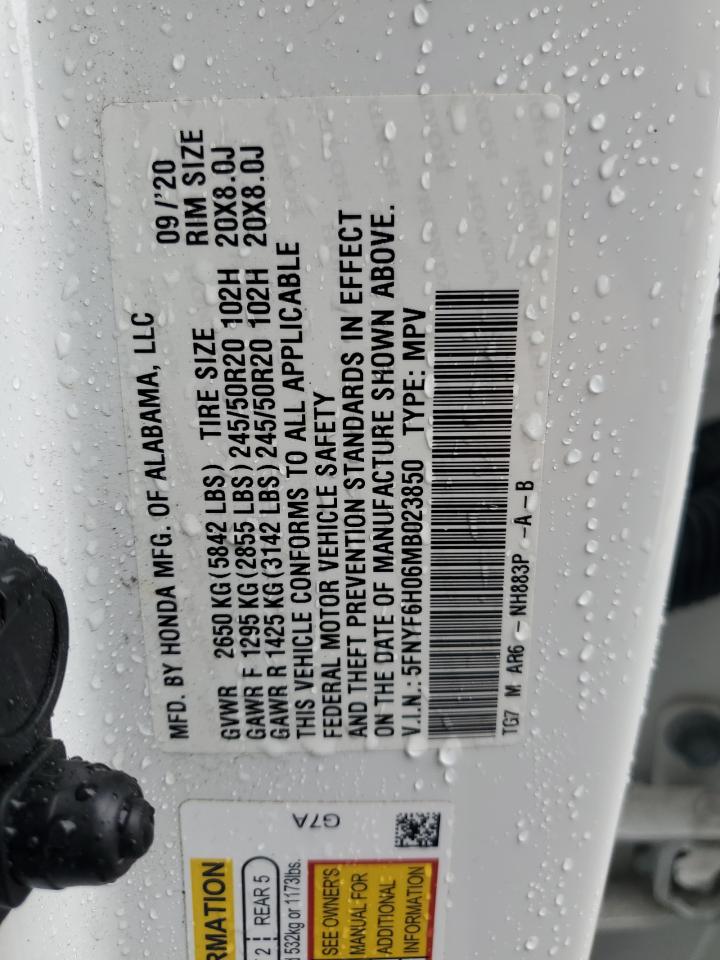 MFD. BY HONDA MFG. OF ALABAMA, LLC 09/'20
GVWR 2650 KG(5842 LBS) TIRE SIZE RIM SIZE
GAWR F 1295 KG(2855 LBS) 245/50R20 102H 20X8.0J
GAWR R 1425 KG(3142 LBS) 245/50R20 102H 20X8.0J
THIS VEHICLE CONFORMS TO ALL APPLICABLE
FEDERAL MOTOR VEHICLE SAFETY
AND THEFT PREVENTION STANDARDS IN EFFECT
ON THE DATE OF MANUFACTURE SHOWN ABOVE.
V.I.N.: 5FNYF6H06MB023850 TYPE: MPV
TG7 M AR6 - NH883P -A-B
G7A
RMATION
2 REAR 5
532kg or 1173lbs.
SEE OWNER'S
MANUAL FOR
ADDITIONAL
INFORMATION